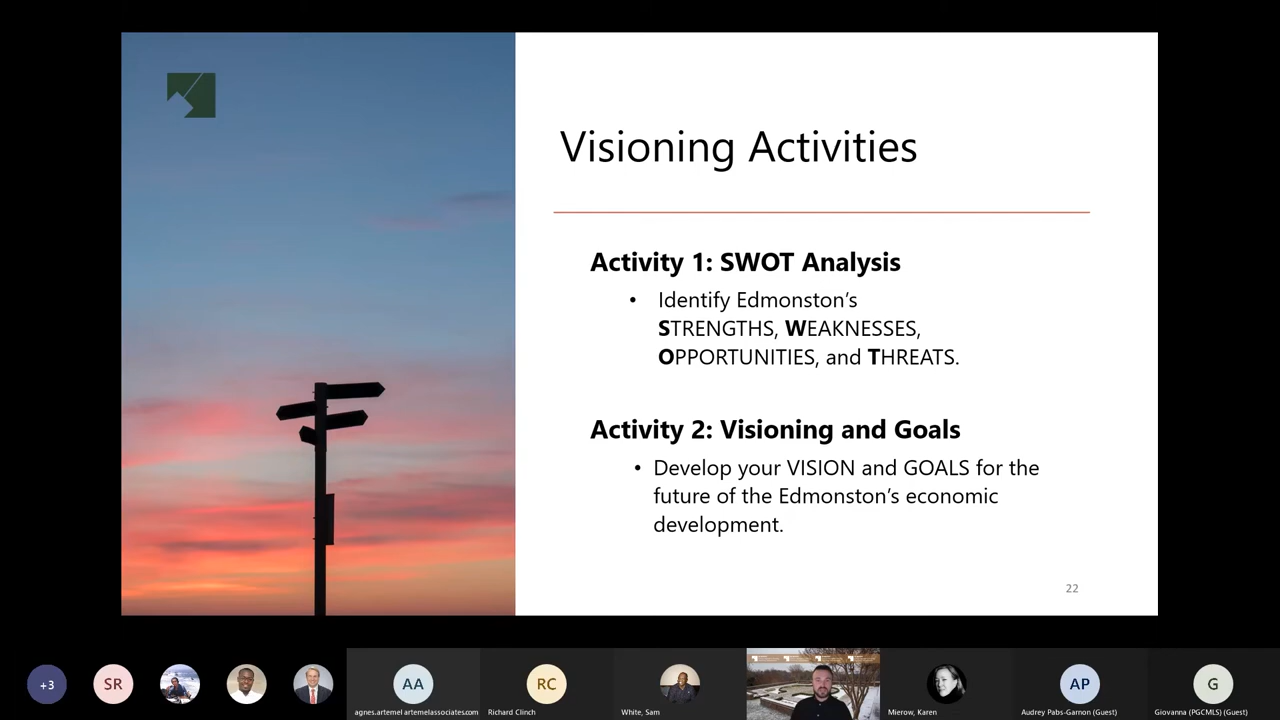 Visioning Activities
Activity 1: SWOT Analysis
• Identify Edmonston’s
STRENGTHS, WEAKNESSES,
OPPORTUNITIES, and THREATS.
Activity 2: Visioning and Goals
• Develop your VISION and GOALS for the
future of the Edmonston’s economic
development.
22
+3
SR
AA
RC
AP
G
agnes.artemel artemelassociates.com
Richard Clinch
White, Sam
Mierow, Karen
Audrey Pabs-Garnon (Guest)
Giovanna (PGCMLS) (Guest)